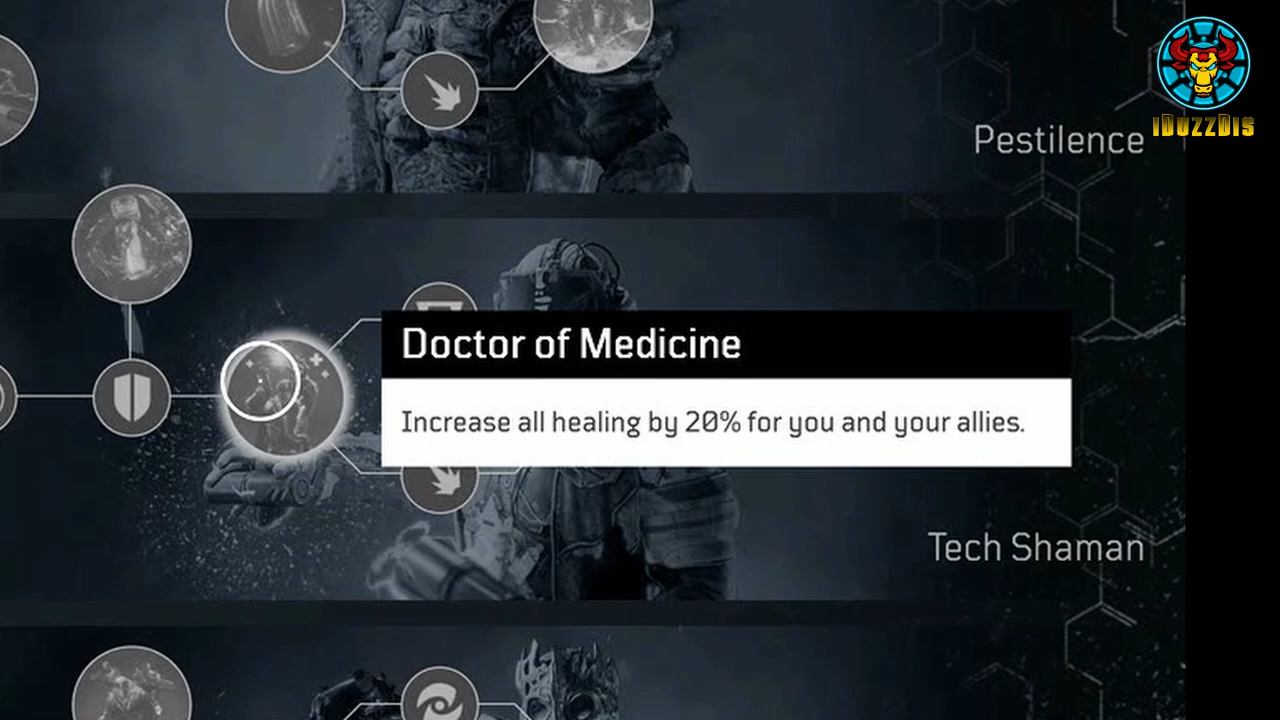 iDuzzDis
Pestilence
Doctor of Medicine
Increase all healing by 20% for you and your allies.
Tech Shaman